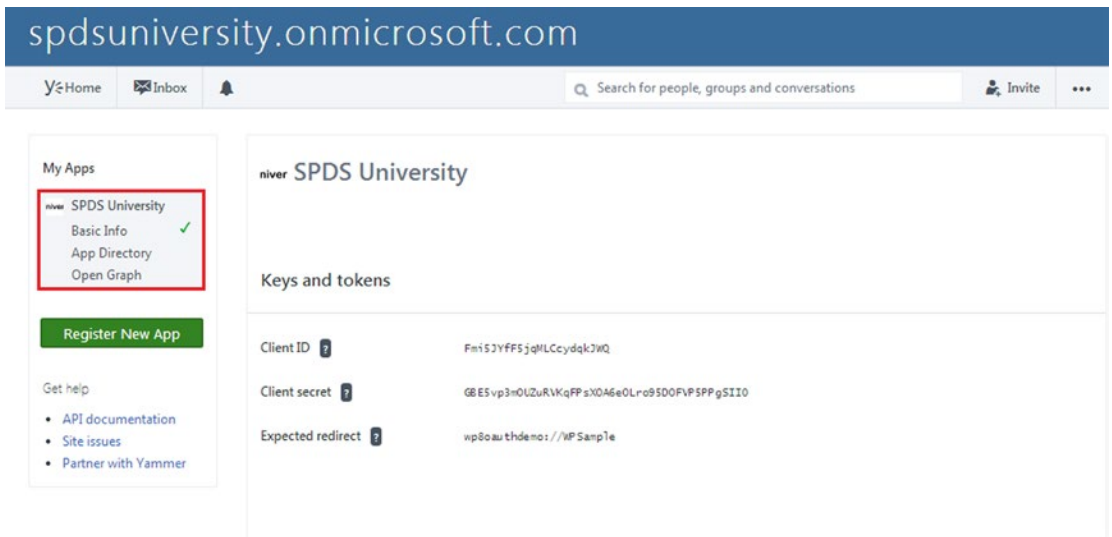 spdsuniversity.onmicrosoft.com
Home Inbox Search for people, groups and conversations Invite
My Apps
niver SPDS University
Basic Info ✓
App Directory
Open Graph
Register New App
Get help
• API documentation
• Site issues
• Partner with Yammer
niver SPDS University
Keys and tokens
Client ID ?
Client secret ?
Expected redirect ? wp8oauthdemo://WPSample